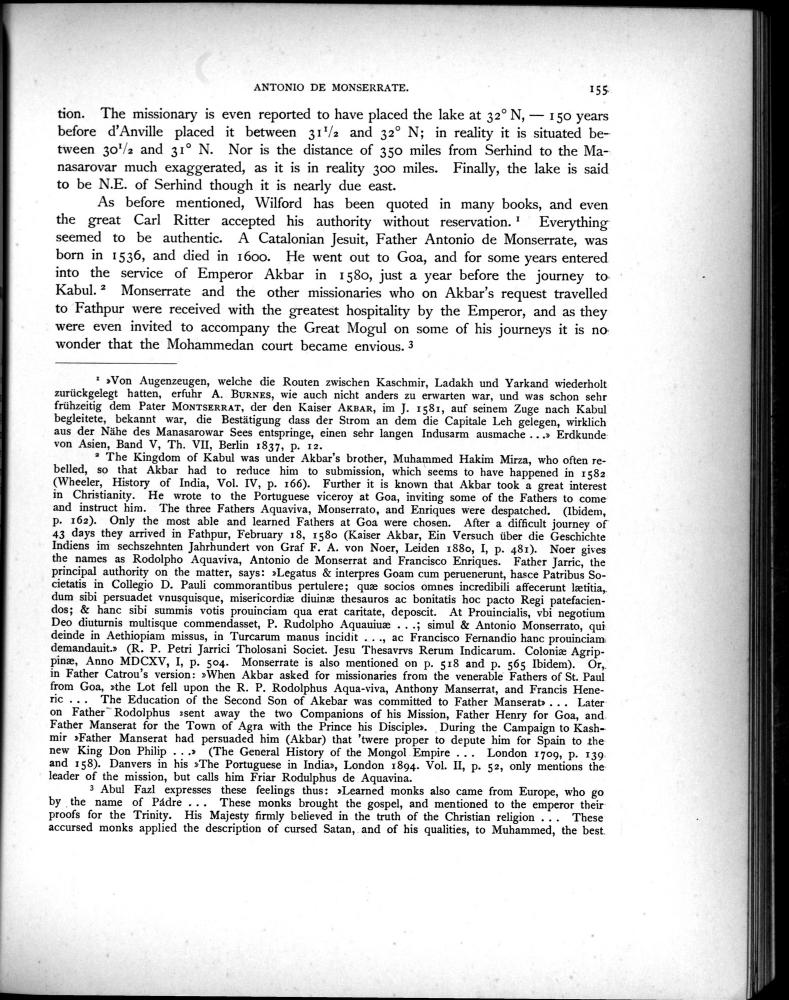 ANTONIO DE MONSERRATE. 155
tion. The missionary is even reported to have placed the lake at 32° N, — 150 years
before d'Anville placed it between 31¹/₂ and 32° N; in reality it is situated be-
tween 30¹/₂ and 31° N. Nor is the distance of 350 miles from Serhind to the Ma-
nasarovar much exaggerated, as it is in reality 300 miles. Finally, the lake is said
to be N.E. of Serhind though it is nearly due east.
As before mentioned, Wilford has been quoted in many books, and even
the great Carl Ritter accepted his authority without reservation. ¹ Everything
seemed to be authentic. A Catalonian Jesuit, Father Antonio de Monserrate, was
born in 1536, and died in 1600. He went out to Goa, and for some years entered
into the service of Emperor Akbar in 1580, just a year before the journey to
Kabul. ² Monserrate and the other missionaries who on Akbar's request travelled
to Fathpur were received with the greatest hospitality by the Emperor, and as they
were even invited to accompany the Great Mogul on some of his journeys it is no
wonder that the Mohammedan court became envious. ³
¹ »Von Augenzeugen, welche die Routen zwischen Kaschmir, Ladakh und Yarkand wiederholt
zurückgelegt hatten, erfuhr A. BURNES, wie auch nicht anders zu erwarten war, und was schon sehr
frühzeitig dem Pater MONTSERRAT, der den Kaiser AKBAR, im J. 1581, auf seinem Zuge nach Kabul
begleitete, bekannt war, die Bestätigung dass der Strom an dem die Capitale Leh gelegen, wirklich
aus der Nähe des Manasarowar Sees entspringe, einen sehr langen Indusarm ausmache ...» Erdkunde
von Asien, Band V, Th. VII, Berlin 1837, p. 12.
² The Kingdom of Kabul was under Akbar's brother, Muhammed Hakim Mirza, who often re-
belled, so that Akbar had to reduce him to submission, which seems to have happened in 1582
(Wheeler, History of India, Vol. IV, p. 166). Further it is known that Akbar took a great interest
in Christianity. He wrote to the Portuguese viceroy at Goa, inviting some of the Fathers to come
and instruct him. The three Fathers Aquaviva, Monserrato, and Enriques were despatched. (Ibidem,
p. 162). Only the most able and learned Fathers at Goa were chosen. After a difficult journey of
43 days they arrived in Fathpur, February 18, 1580 (Kaiser Akbar, Ein Versuch über die Geschichte
Indiens im sechszehnten Jahrhundert von Graf F. A. von Noer, Leiden 1880, I, p. 481). Noer gives
the names as Rodolpho Aquaviva, Antonio de Monserrat and Francisco Enriques. Father Jarric, the
principal authority on the matter, says: »Legatus & interpres Goam cum peruenerunt, hasce Patribus So-
cietatis in Collegio D. Pauli commorantibus pertulere; quæ socios omnes incredibili affecerunt lætitia,
dum sibi persuadet vnusquisque, misericordiæ diuinæ thesauros ac bonitatis hoc pacto Regi patefacien-
dos; & hanc sibi summis votis prouinciam qua erat caritate, deposcit. At Prouincialis, vbi negotium
Deo diuturnis multisque commendasset, P. Rudolpho Aquauiuæ . . .; simul & Antonio Monserrato, qui
deinde in Aethiopiam missus, in Turcarum manus incidit . . ., ac Francisco Fernandio hanc prouinciam
demandauit.» (R. P. Petri Jarrici Tholosani Societ. Jesu Thesavrvs Rerum Indicarum. Coloniæ Agrip-
pinæ, Anno MDCXV, I, p. 504. Monserrate is also mentioned on p. 518 and p. 565 Ibidem). Or,
in Father Catrou's version: »When Akbar asked for missionaries from the venerable Fathers of St. Paul
from Goa, »the Lot fell upon the R. P. Rodolphus Aqua-viva, Anthony Manserrat, and Francis Hene-
ric ... The Education of the Second Son of Akebar was committed to Father Manserat» ... Later
on Father Rodolphus »sent away the two Companions of his Mission, Father Henry for Goa, and
Father Manserat for the Town of Agra with the Prince his Disciple». During the Campaign to Kash-
mir »Father Manserat had persuaded him (Akbar) that 'twere proper to depute him for Spain to the
new King Don Philip ...» (The General History of the Mongol Empire ... London 1709, p. 139
and 158). Danvers in his »The Portuguese in India», London 1894. Vol. II, p. 52, only mentions the
leader of the mission, but calls him Friar Rodulphus de Aquavina.
³ Abul Fazl expresses these feelings thus: »Learned monks also came from Europe, who go
by the name of Pádre ... These monks brought the gospel, and mentioned to the emperor their
proofs for the Trinity. His Majesty firmly believed in the truth of the Christian religion ... These
accursed monks applied the description of cursed Satan, and of his qualities, to Muhammed, the best